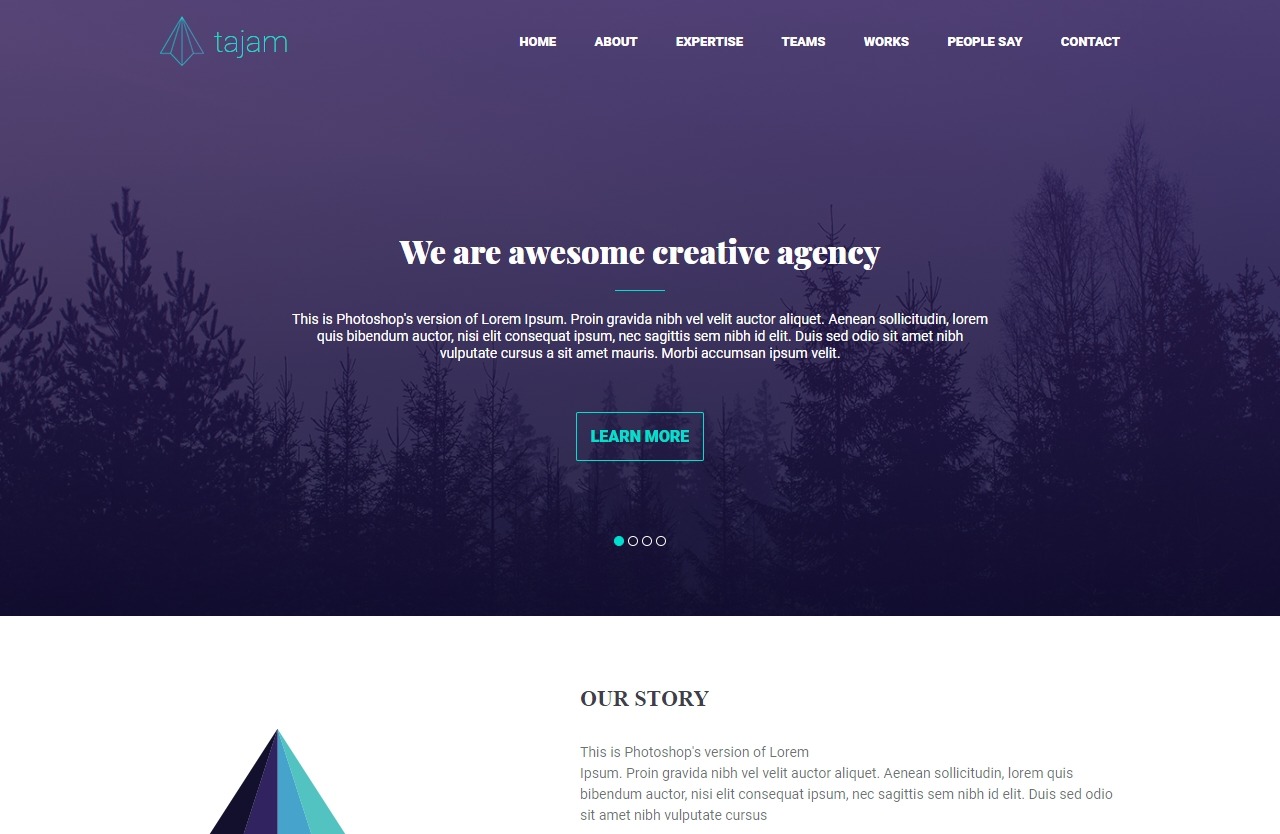 tajam
HOME ABOUT EXPERTISE TEAMS WORKS PEOPLE SAY CONTACT
We are awesome creative agency
This is Photoshop's version of Lorem Ipsum. Proin gravida nibh vel velit auctor aliquet. Aenean sollicitudin, lorem
quis bibendum auctor, nisi elit consequat ipsum, nec sagittis sem nibh id elit. Duis sed odio sit amet nibh
vulputate cursus a sit amet mauris. Morbi accumsan ipsum velit.
LEARN MORE
OUR STORY
This is Photoshop's version of Lorem
Ipsum. Proin gravida nibh vel velit auctor aliquet. Aenean sollicitudin, lorem quis
bibendum auctor, nisi elit consequat ipsum, nec sagittis sem nibh id elit. Duis sed odio
sit amet nibh vulputate cursus